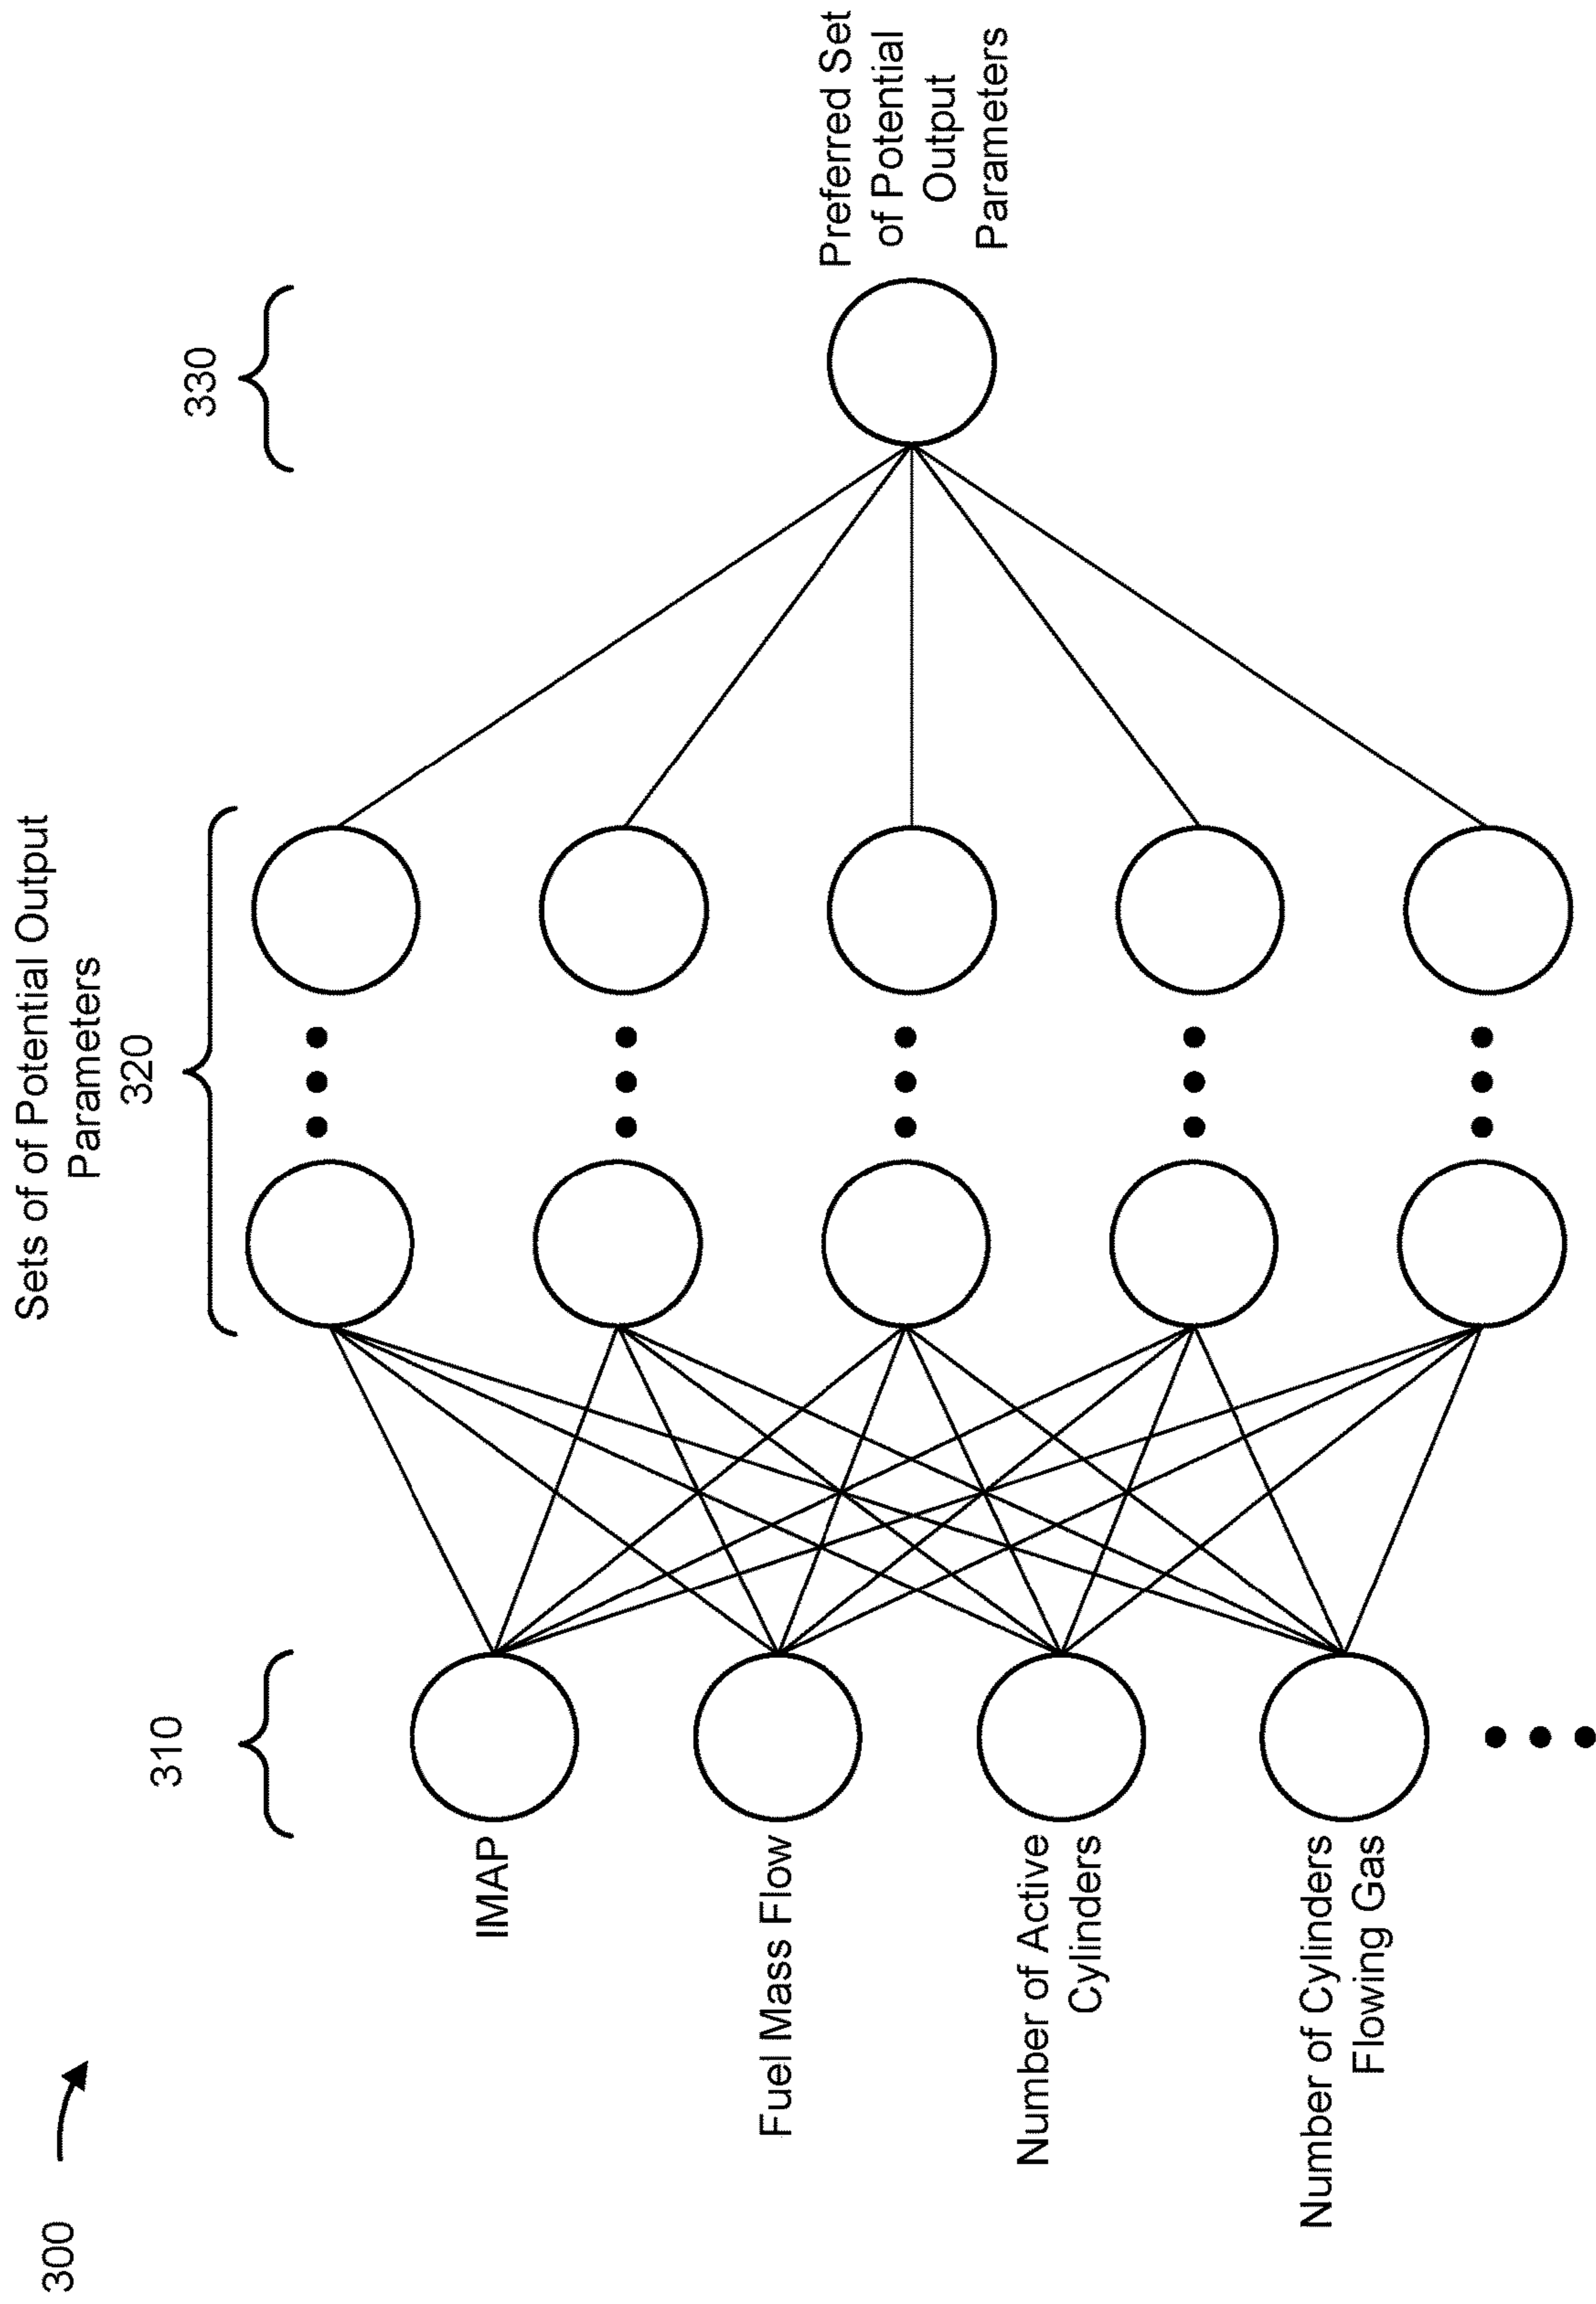 300
Sets of of Potential Output
Parameters
320
310
330
IMAP
Fuel Mass Flow
Number of Active
Cylinders
Number of Cylinders
Flowing Gas
Preferred Set
of Potential
Output
Parameters